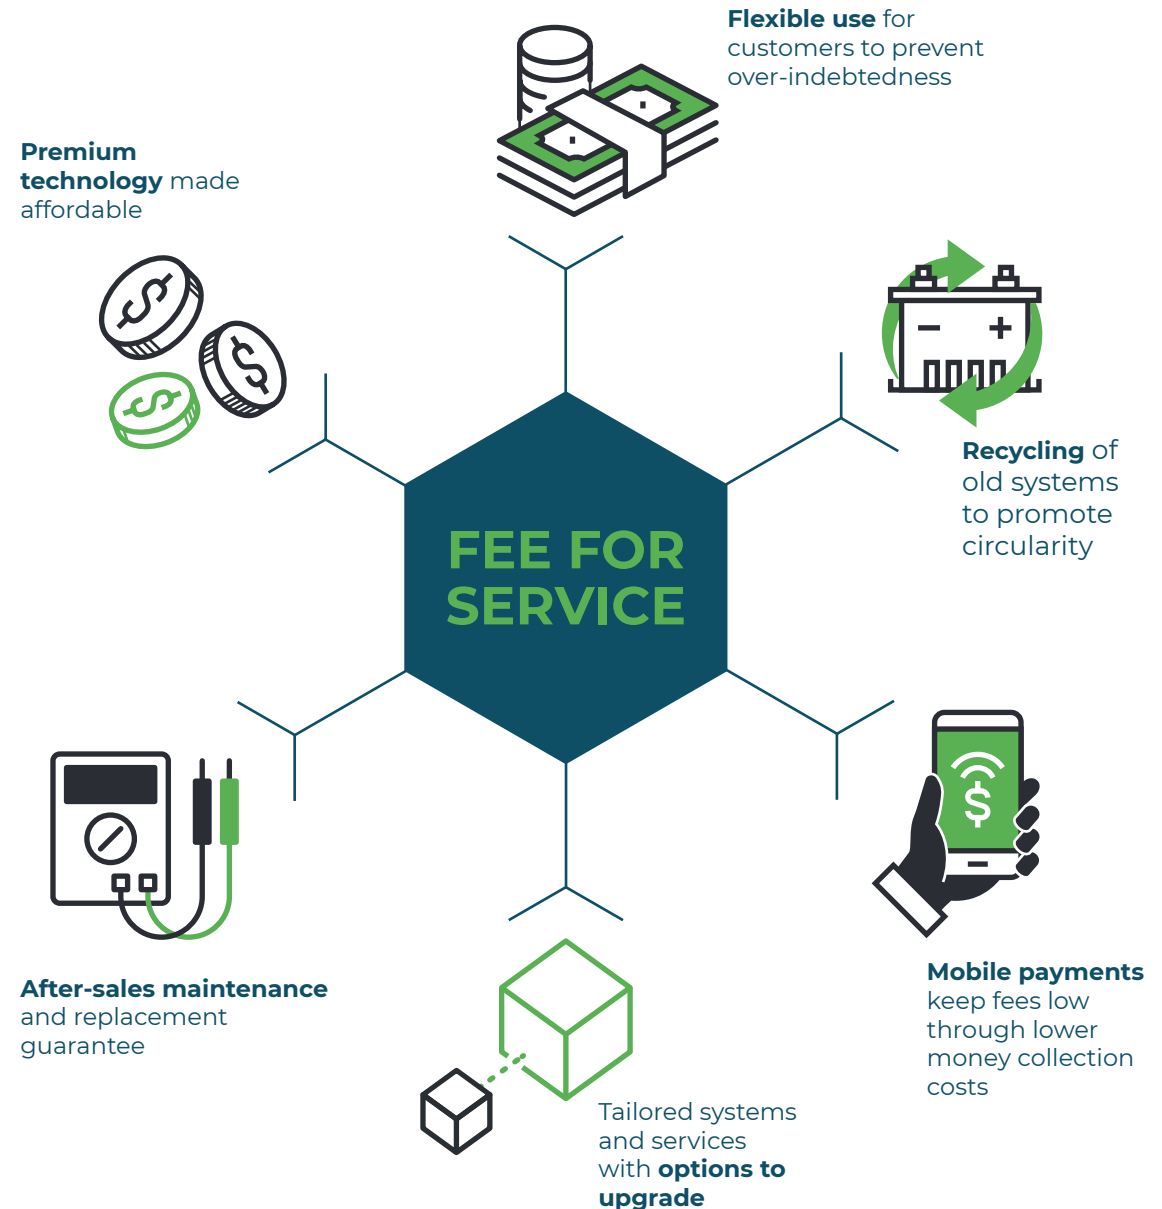 Flexible use for
customers to prevent
over-indebtedness
Premium
technology made
affordable
Recycling of
old systems
to promote
circularity
FEE FOR
SERVICE
After-sales maintenance
and replacement
guarantee
Mobile payments
keep fees low
through lower
money collection
costs
Tailored systems
and services
with options to
upgrade